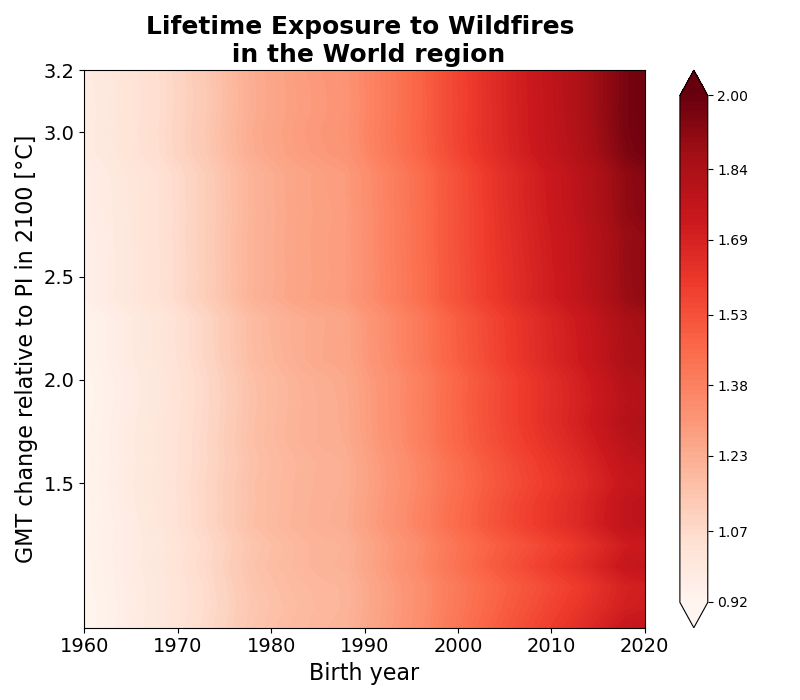 Lifetime Exposure to Wildfires
in the World region
GMT change relative to PI in 2100 [°C]
3.2
3.0
2.5
2.0
1.5
1960 1970 1980 1990 2000 2010 2020
Birth year
2.00
1.84
1.69
1.53
1.38
1.23
1.07
0.92